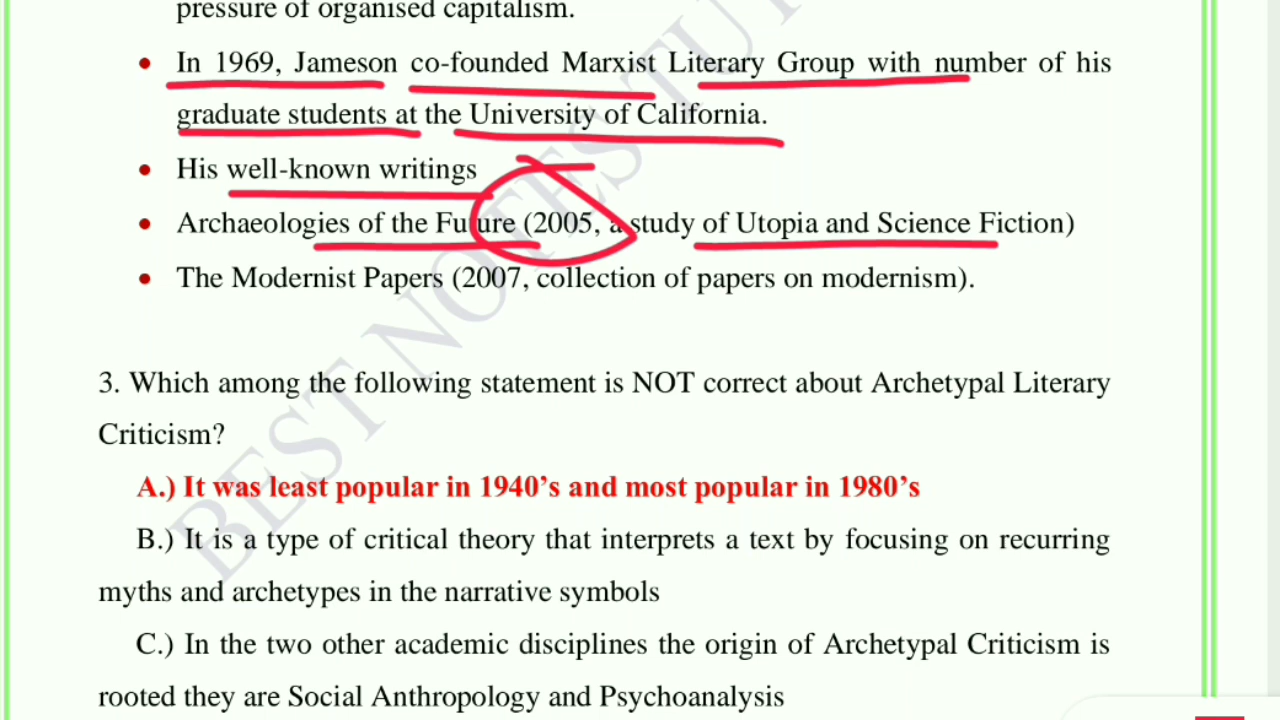 pressure of organised capitalism.
• In 1969, Jameson co-founded Marxist Literary Group with number of his
graduate students at the University of California.
• His well-known writings
• Archaeologies of the Future (2005, a study of Utopia and Science Fiction)
• The Modernist Papers (2007, collection of papers on modernism).
3. Which among the following statement is NOT correct about Archetypal Literary
Criticism?
A.) It was least popular in 1940’s and most popular in 1980’s
B.) It is a type of critical theory that interprets a text by focusing on recurring
myths and archetypes in the narrative symbols
C.) In the two other academic disciplines the origin of Archetypal Criticism is
rooted they are Social Anthropology and Psychoanalysis
BEST NOTES TU